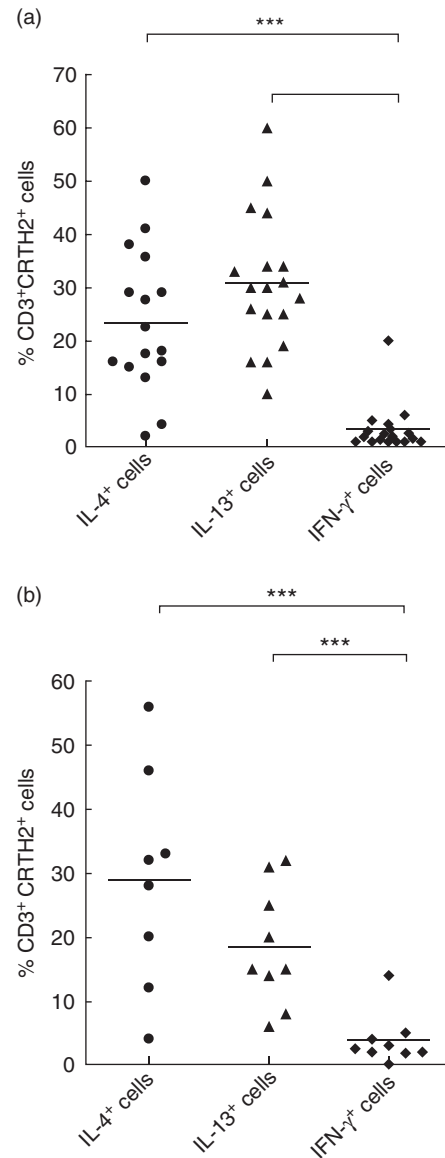 (a)
***
70
60
50
40
30
20
10
0
% CD3⁺CRTH2⁺ cells
IL-4⁺ cells
IL-13⁺ cells
IFN-γ⁺ cells
(b)
***
***
60
50
40
30
20
10
0
% CD3⁺ CRTH2⁺ cells
IL-4⁺ cells
IL-13⁺ cells
IFN-γ⁺ cells